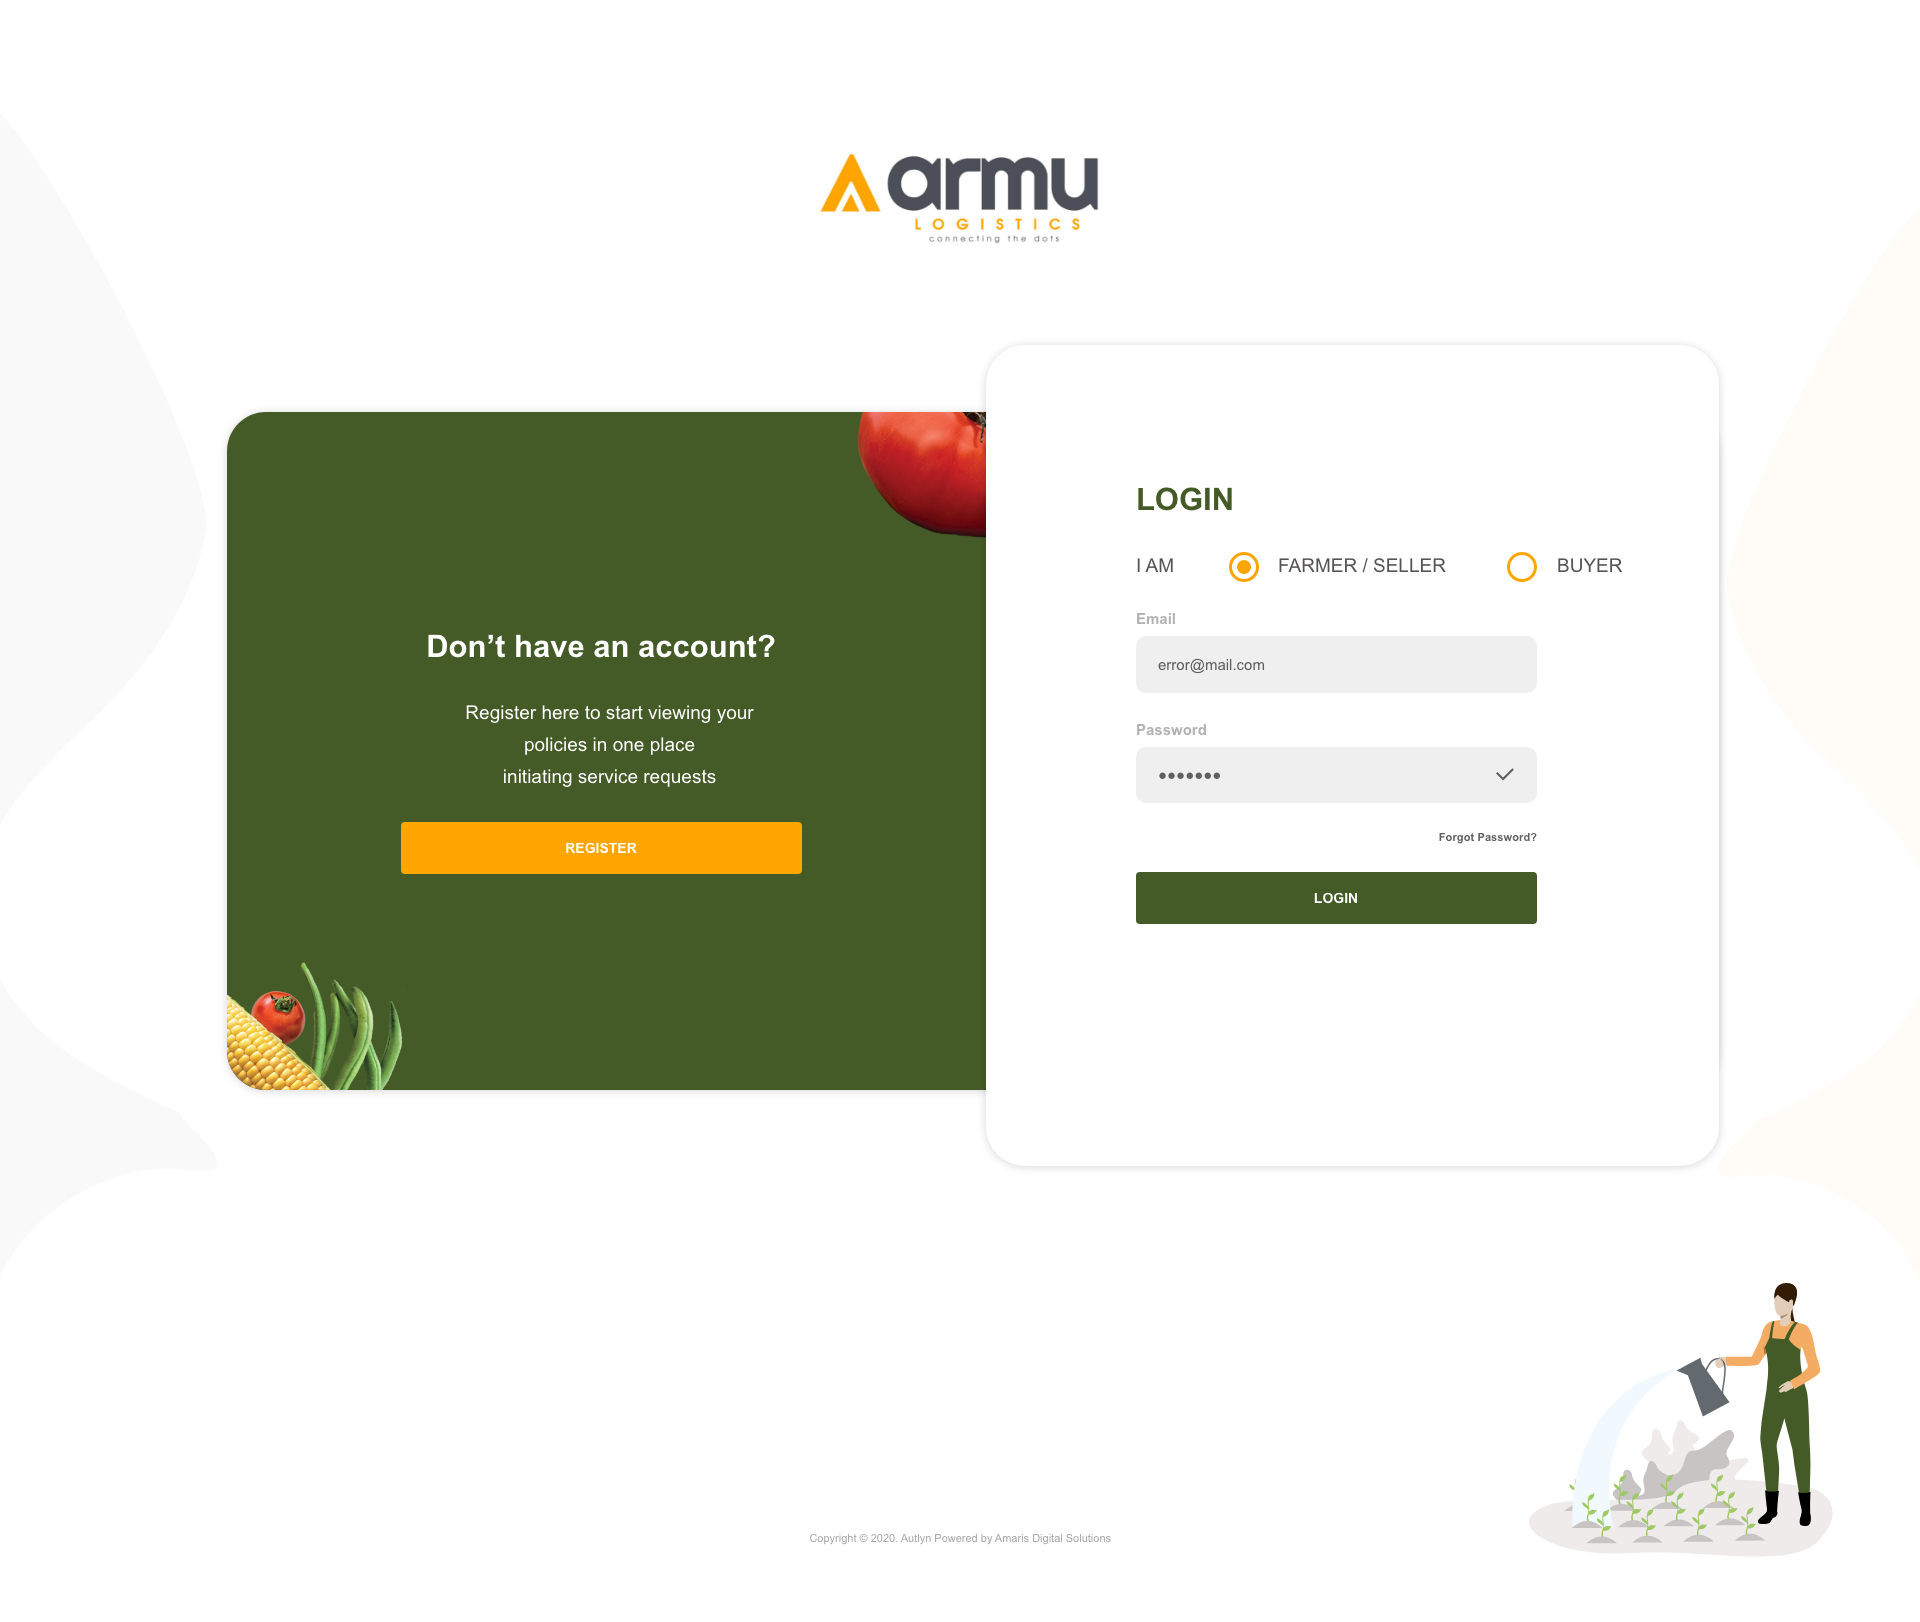 armu
LOGISTICS
connecting the dots
Don’t have an account?
Register here to start viewing your
policies in one place
initiating service requests
REGISTER
LOGIN
I AM FARMER / SELLER BUYER
Email
error@mail.com
Password
•••••••
Forgot Password?
LOGIN
Copyright © 2020. Autlyn Powered by Amaris Digital Solutions